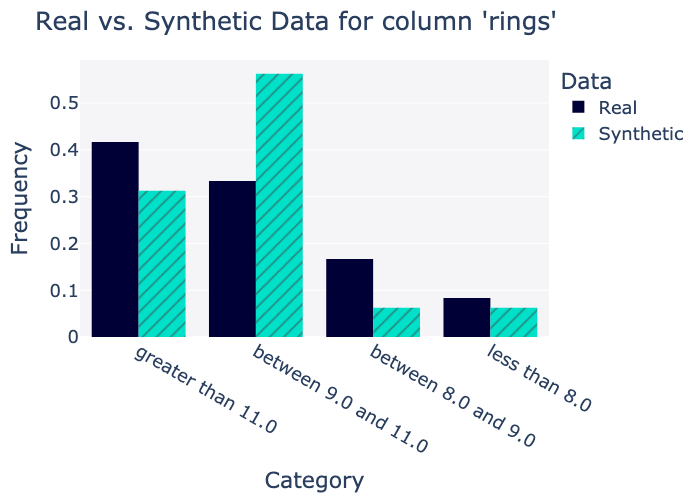 Real vs. Synthetic Data for column 'rings'
Data
Real
Synthetic
Frequency
0.5
0.4
0.3
0.2
0.1
0
greater than 11.0
between 9.0 and 11.0
between 8.0 and 9.0
less than 8.0
Category